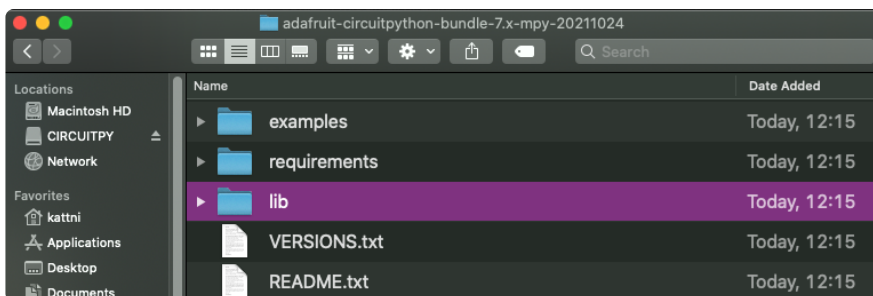 adafruit-circuitpython-bundle-7.x-mpy-20211024
Search
Locations
Macintosh HD
CIRCUITPY
Network
Favorites
kattni
Applications
Desktop
Documents
Name Date Added
examples Today, 12:15
requirements Today, 12:15
lib Today, 12:15
VERSIONS.txt Today, 12:15
README.txt Today, 12:15